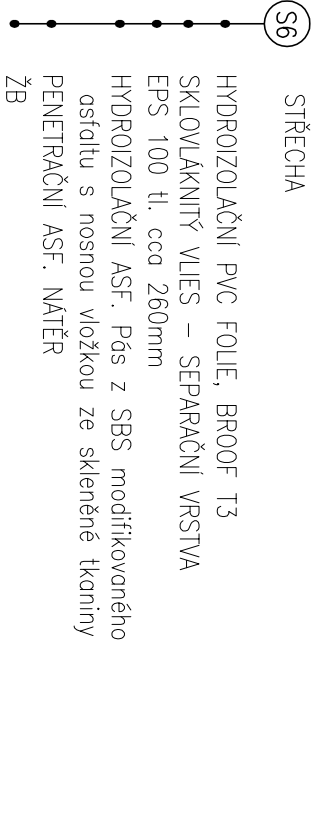 S6
STŘECHA
HYDROIZOLAČNÍ PVC FOLIE, BROOF T3
SKLOVLÁKNITÝ VLIES – SEPARAČNÍ VRSTVA
EPS 100 tl. cca 260mm
HYDROIZOLAČNÍ ASF. Pás z SBS modifikovaného
asfaltu s nosnou vložkou ze skleněné tkaniny
PENETRAČNÍ ASF. NÁTĚR
ŽB